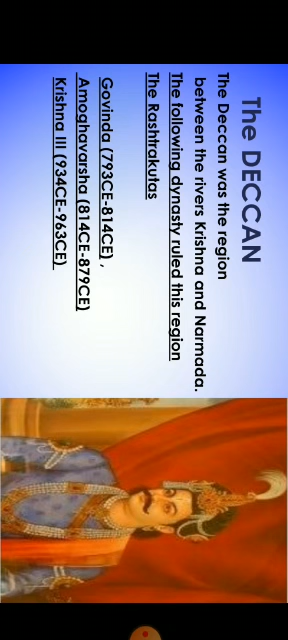 The DECCAN
The Deccan was the region
between the rivers Krishna and Narmada.
The following dynasty ruled this region
The Rashtrakutas
Govinda (793CE-814CE) ,
Amoghavarsha (814CE-879CE)
Krishna III (934CE-963CE)